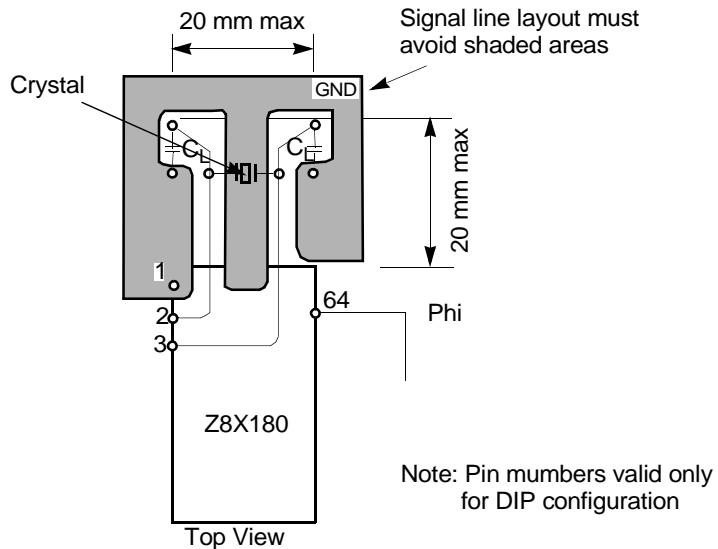 20 mm max
Signal line layout must
avoid shaded areas
Crystal
GND
CL
CL
20 mm max
1
2
3
64
Phi
Z8X180
Note: Pin mumbers valid only
for DIP configuration
Top View